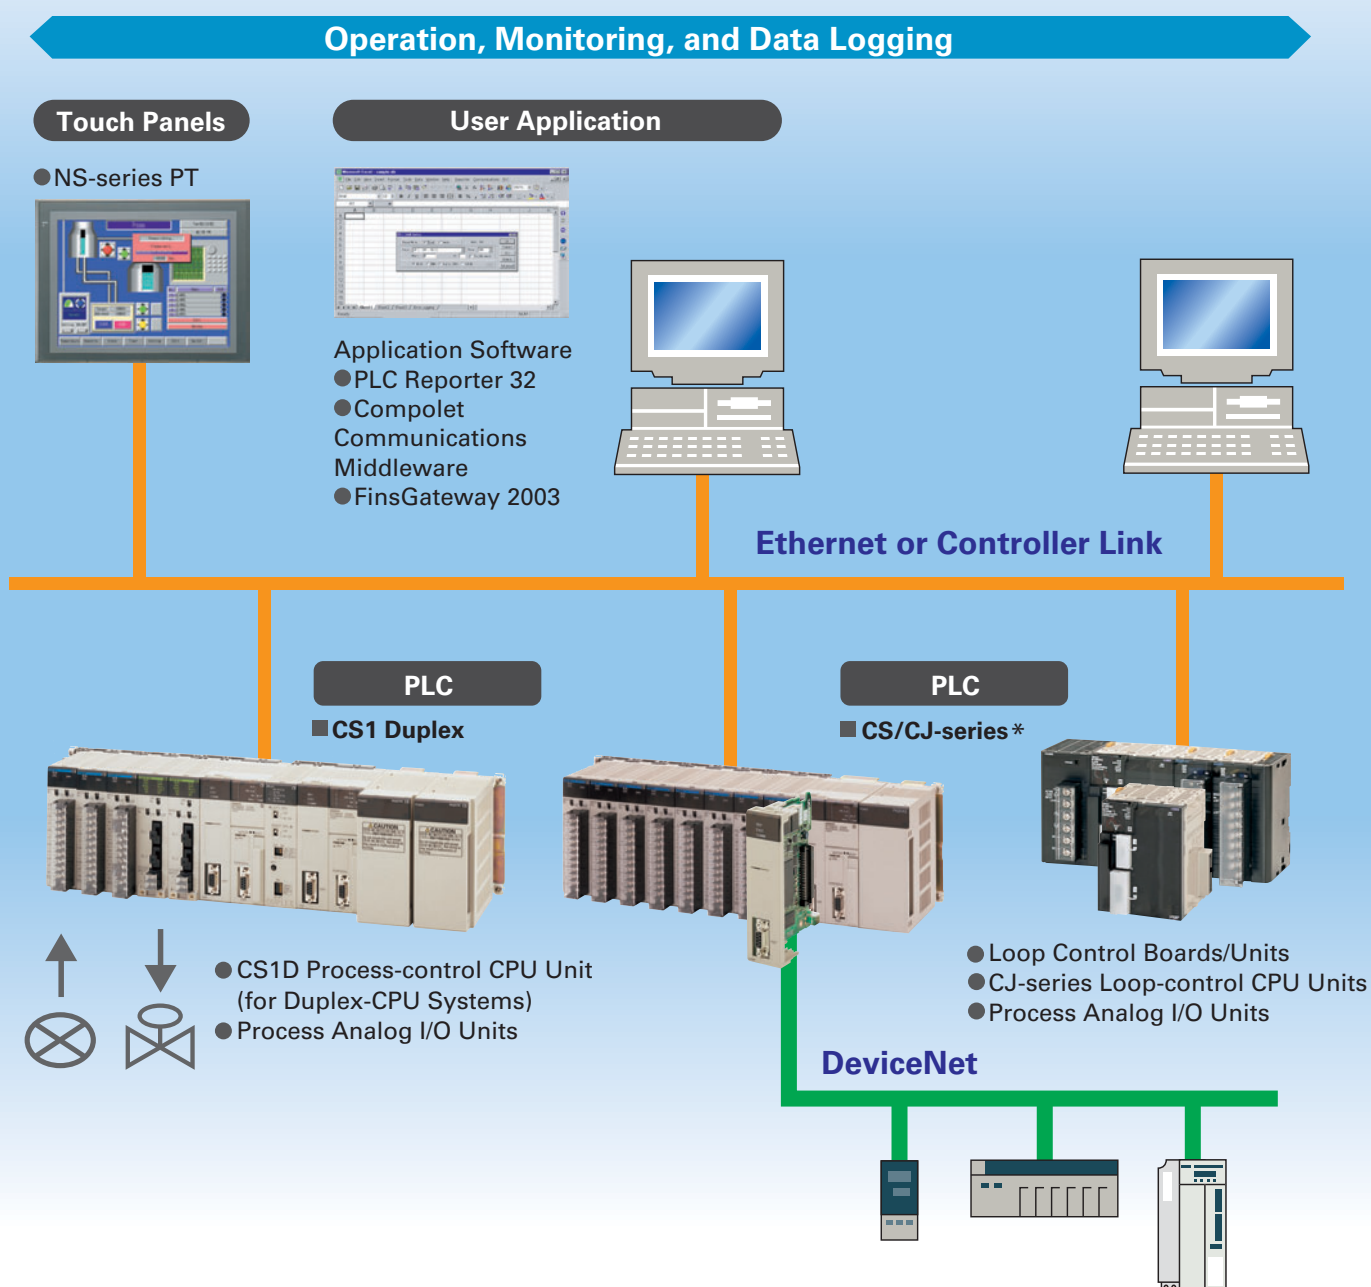 Operation, Monitoring, and Data Logging
Touch Panels
User Application
●NS-series PT
Application Software
●PLC Reporter 32
●Compolet
Communications
Middleware
●FinsGateway 2003
Ethernet or Controller Link
PLC
■CS1 Duplex
PLC
■CS/CJ-series*
CAUTION
CAUTION
●CS1D Process-control CPU Unit
(for Duplex-CPU Systems)
●Process Analog I/O Units
●Loop Control Boards/Units
●CJ-series Loop-control CPU Units
●Process Analog I/O Units
DeviceNet